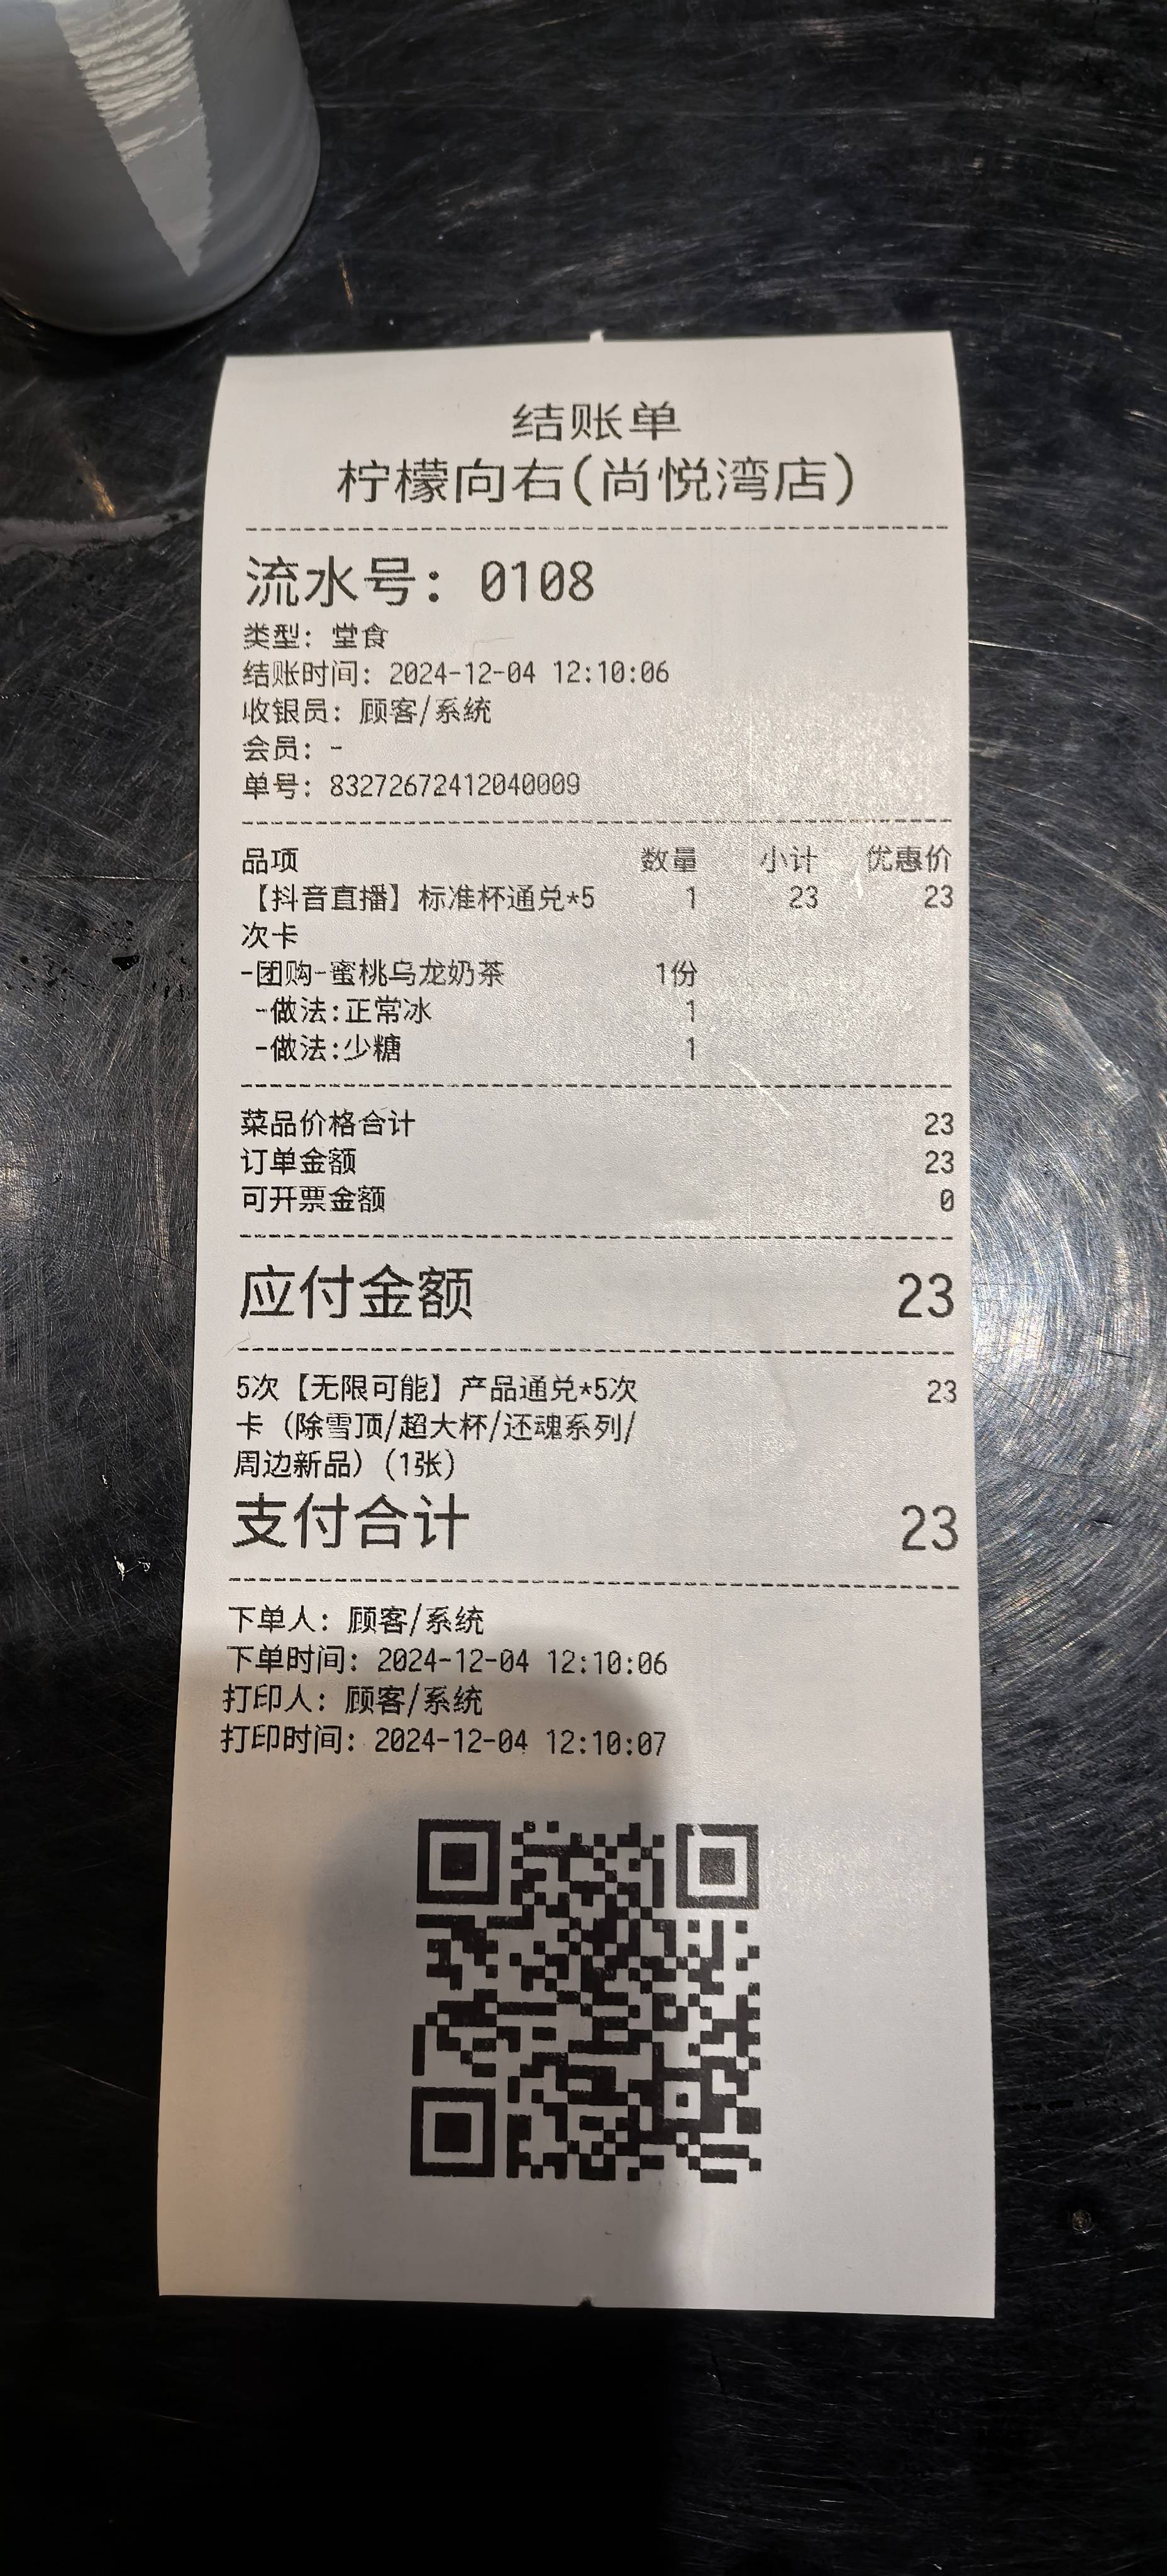 结账单
柠檬向右(尚悦湾店)
流水号: 0108
类型: 堂食
结账时间: 2024-12-04 12:10:06
收银员: 顾客/系统
会员: -
单号: 83272672412040009
品项 数量 小计 优惠价
【抖音直播】标准杯通兑*5 1 23 23
次卡
-团购-蜜桃乌龙奶茶 1份
-做法:正常冰 1
-做法:少糖 1
菜品价格合计 23
订单金额 23
可开票金额 0
应付金额 23
5次【无限可能】产品通兑*5次 23
卡（除雪顶/超大杯/还魂系列/
周边新品）(1张)
支付合计 23
下单人: 顾客/系统
下单时间: 2024-12-04 12:10:06
打印人: 顾客/系统
打印时间: 2024-12-04 12:10:07